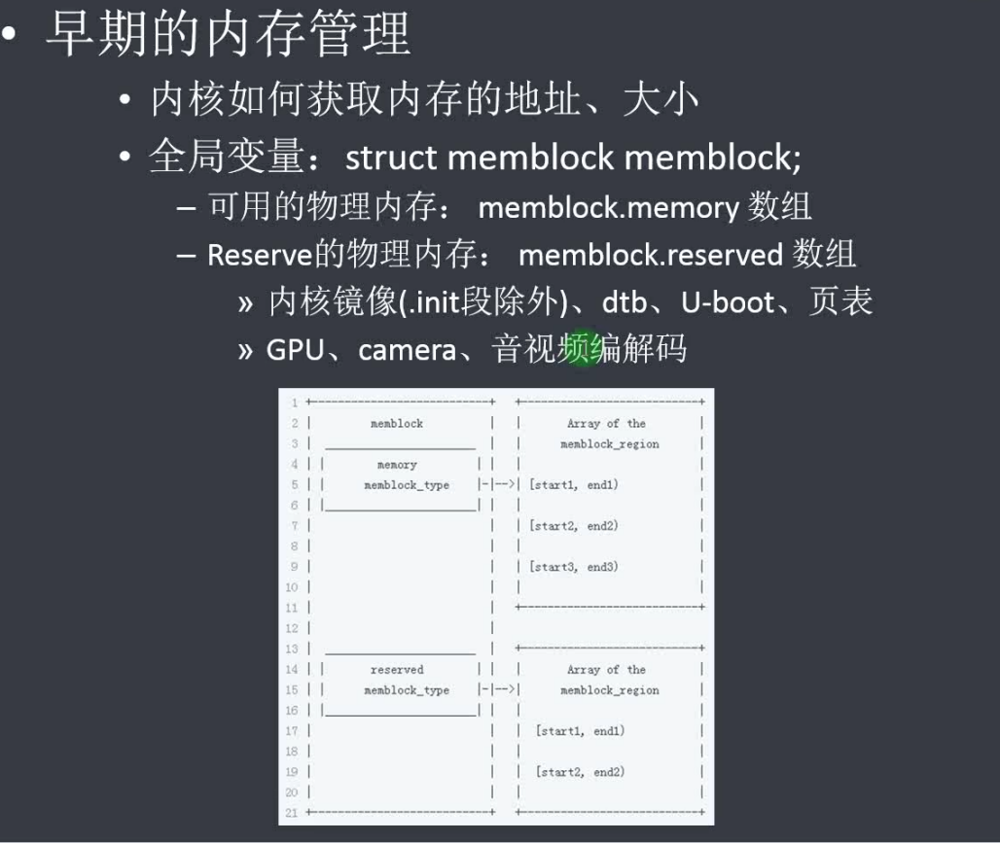 • 早期的内存管理
• 内核如何获取内存的地址、大小
• 全局变量：struct memblock memblock;
– 可用的物理内存： memblock.memory 数组
– Reserve的物理内存： memblock.reserved 数组
» 内核镜像(.init段除外)、dtb、U-boot、页表
» GPU、camera、音视频编解码
1 +---------------------------+ +---------------------------+
2 | memblock | | Array of the |
3 | _______________________ | | memblock_region |
4 | | memory | | | |
5 | | memblock_type |-|-->| [start1, end1) |
6 | |_______________________| | | |
7 | | | [start2, end2) |
8 | | | |
9 | | | [start3, end3) |
10 | | | |
11 | | +---------------------------+
12 | |
13 | _______________________ | +---------------------------+
14 | | reserved | | | Array of the |
15 | | memblock_type |-|-->| memblock_region |
16 | |_______________________| | | |
17 | | | [start1, end1) |
18 | | | |
19 | | | [start2, end2) |
20 | | | |
21 +---------------------------+ +---------------------------+